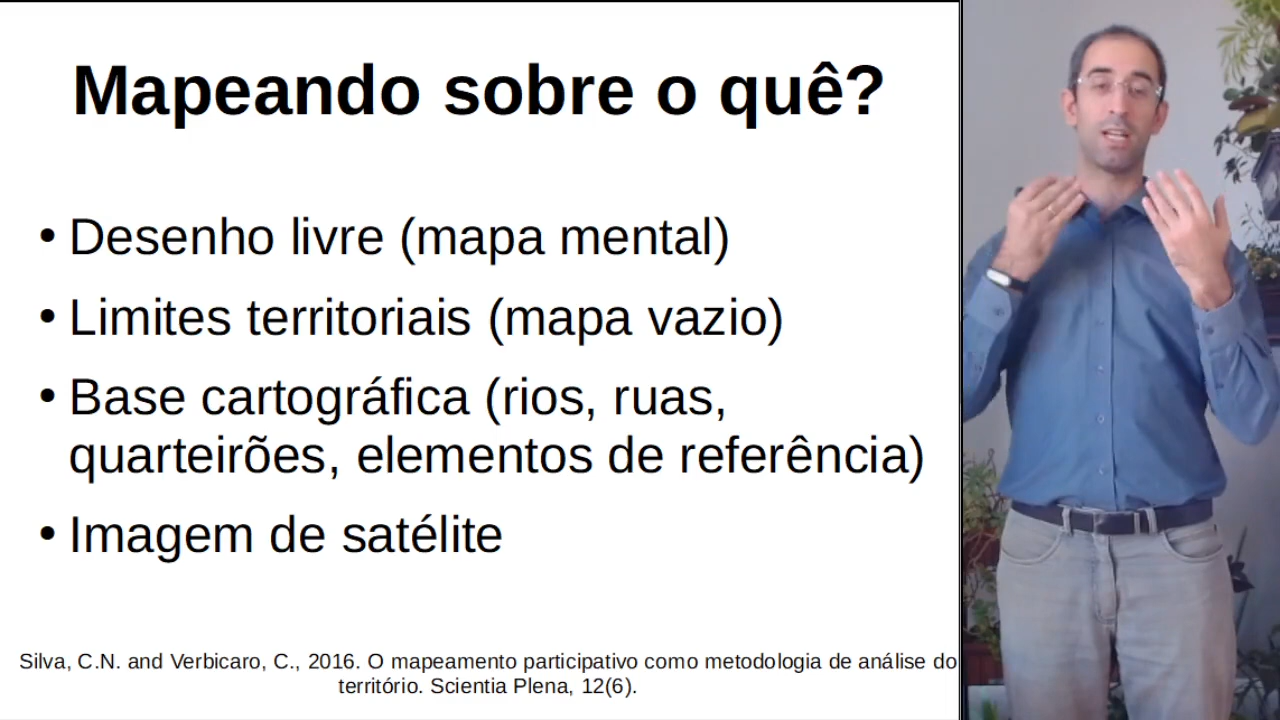 Mapeando sobre o quê?
• Desenho livre (mapa mental)
• Limites territoriais (mapa vazio)
• Base cartográfica (rios, ruas,
quarteirões, elementos de referência)
• Imagem de satélite
Silva, C.N. and Verbicaro, C., 2016. O mapeamento participativo como metodologia de análise do
território. Scientia Plena, 12(6).